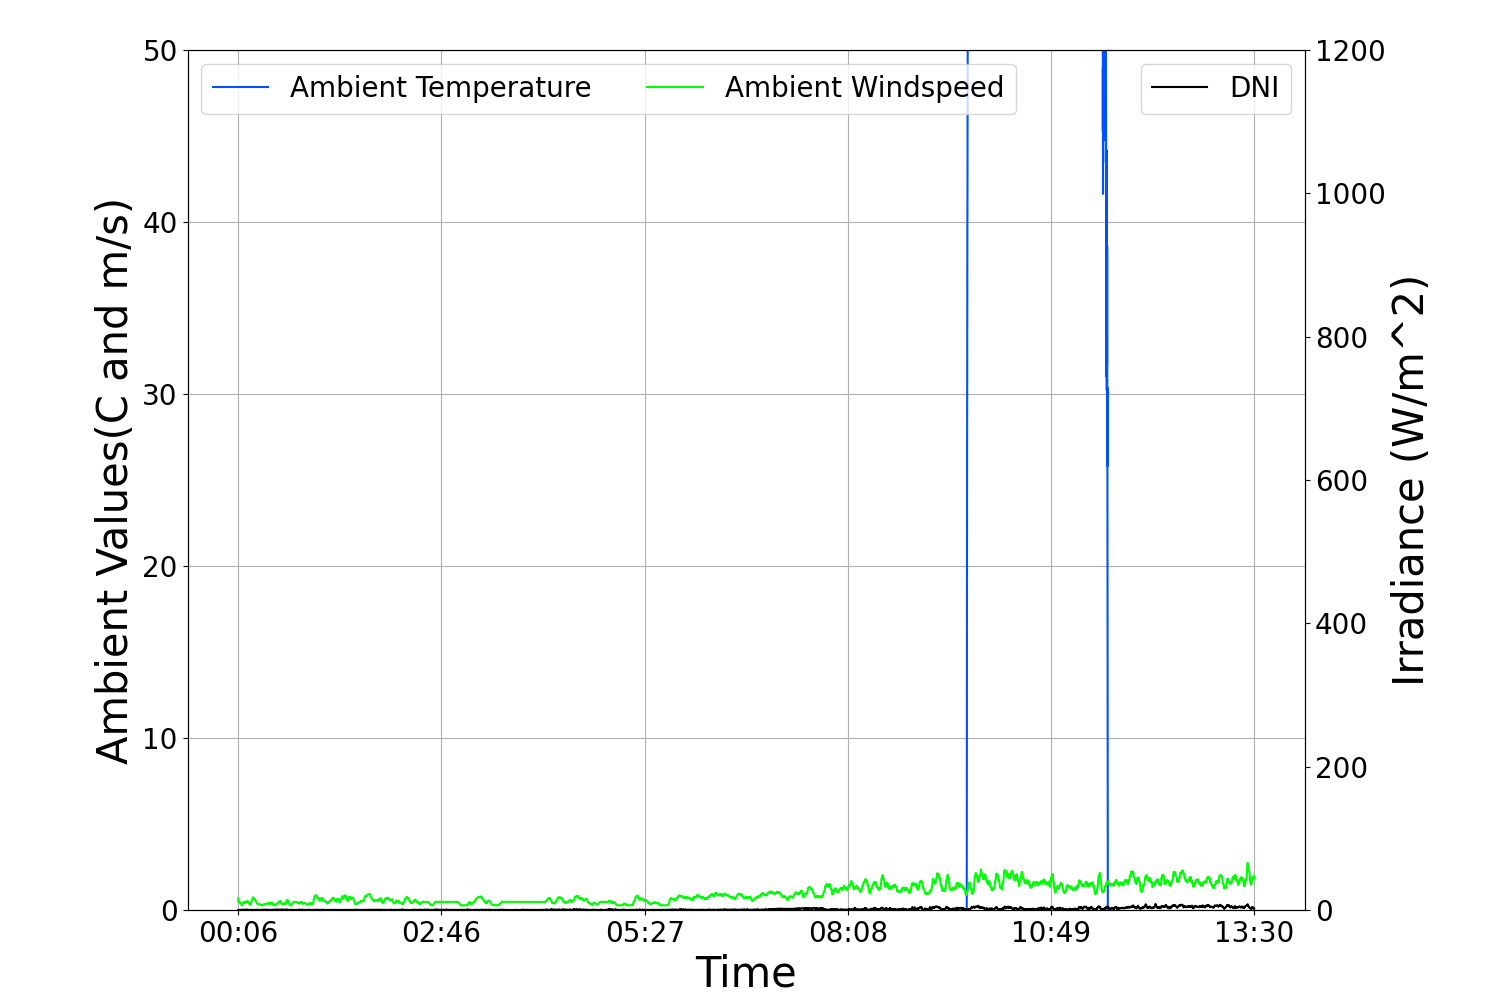 Ambient Temperature
Ambient Windspeed
DNI
50
40
30
20
10
0
Ambient Values(C and m/s)
1200
1000
800
600
400
200
0
Irradiance (W/m^2)
00:06 02:46 05:27 08:08 10:49 13:30
Time